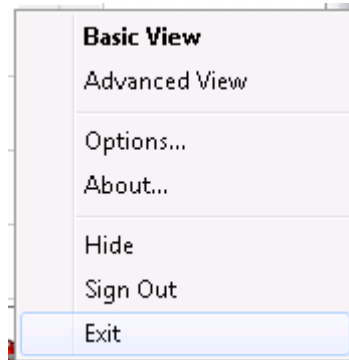 Basic View
Advanced View
Options...
About...
Hide
Sign Out
Exit